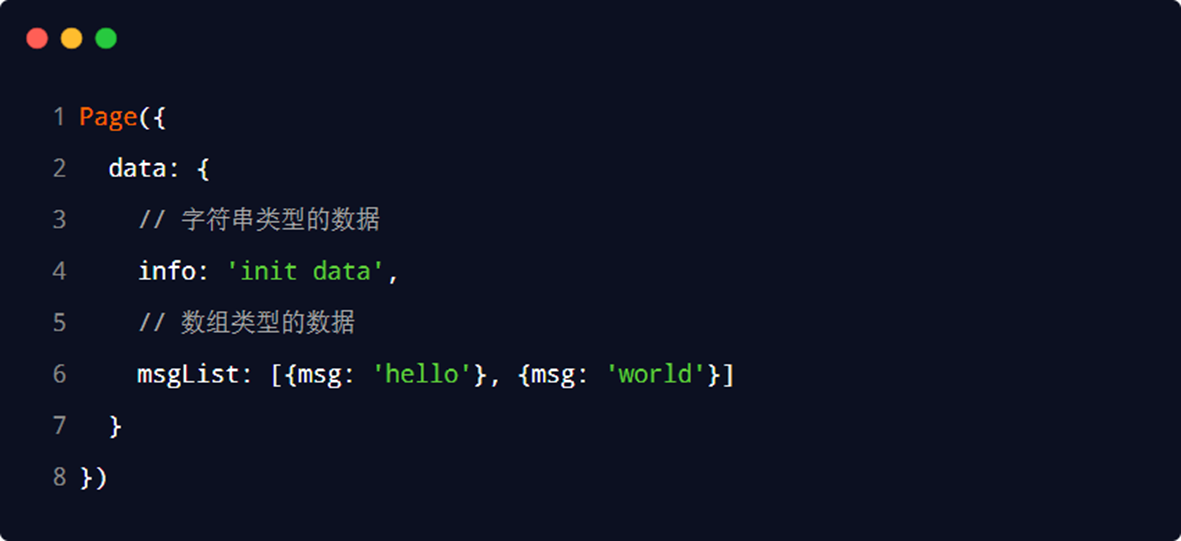 1 Page({
2   data: {
3     // 字符串类型的数据
4     info: 'init data',
5     // 数组类型的数据
6     msgList: [{msg: 'hello'}, {msg: 'world'}]
7   }
8 })